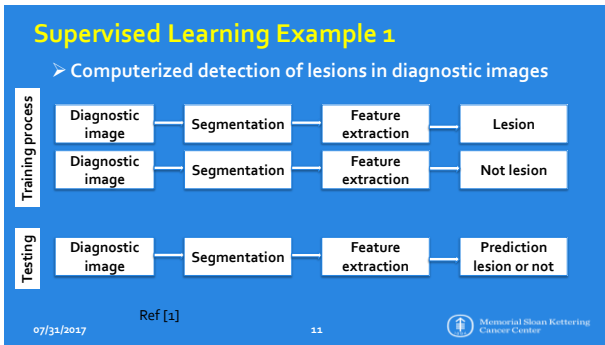 Supervised Learning Example 1
➢ Computerized detection of lesions in diagnostic images
Training process
Diagnostic
image
Segmentation
Feature
extraction
Lesion
Diagnostic
image
Segmentation
Feature
extraction
Not lesion
Testing
Diagnostic
image
Segmentation
Feature
extraction
Prediction
lesion or not
Ref [1]
07/31/2017
11
Memorial Sloan Kettering
Cancer Center